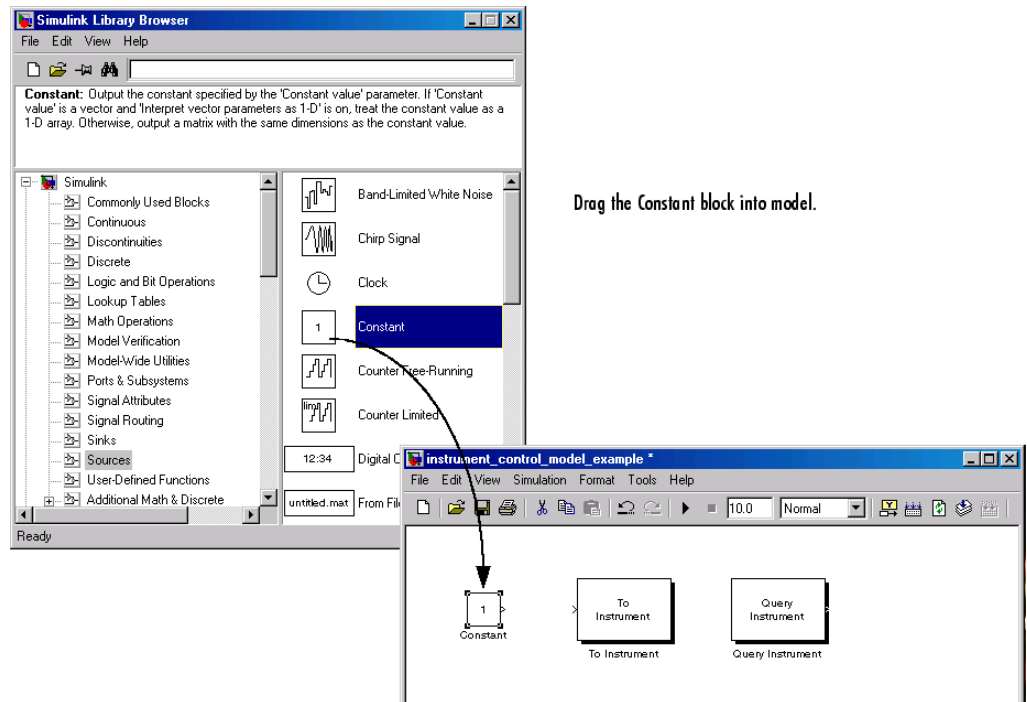 Simulink Library Browser
File Edit View Help
Constant: Output the constant specified by the 'Constant value' parameter. If 'Constant
value' is a vector and 'Interpret vector parameters as 1-D' is on, treat the constant value as a
1-D array. Otherwise, output a matrix with the same dimensions as the constant value.
Simulink
Commonly Used Blocks
Continuous
Discontinuities
Discrete
Logic and Bit Operations
Lookup Tables
Math Operations
Model Verification
Model-Wide Utilities
Ports & Subsystems
Signal Attributes
Signal Routing
Sinks
Sources
User-Defined Functions
Additional Math & Discrete
Band-Limited White Noise
Chirp Signal
Clock
1 Constant
Counter Free-Running
lim Counter Limited
12:34 Digital C
untitled.mat From Fil
Ready
Drag the Constant block into model.
instrument_control_model_example *
File Edit View Simulation Format Tools Help
10.0 Normal
1
Constant
To
Instrument
To Instrument
Query
Instrument
Query Instrument